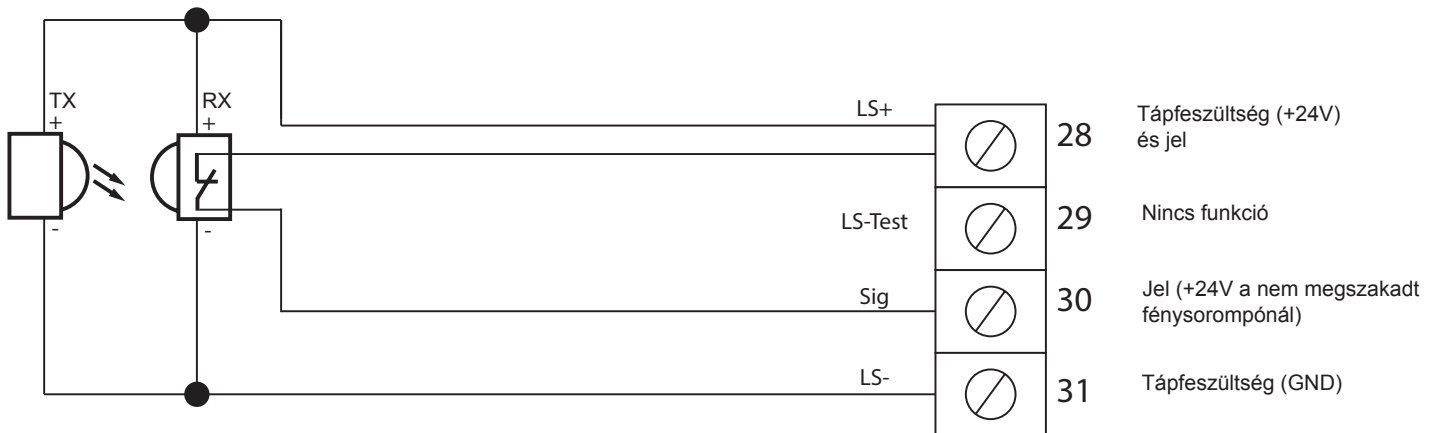 TX
+
-
RX
+
-
LS+
28
Tápfeszültség (+24V)
és jel
LS-Test
29
Nincs funkció
Sig
30
Jel (+24V a nem megszakadt
fénysorompónál)
LS-
31
Tápfeszültség (GND)